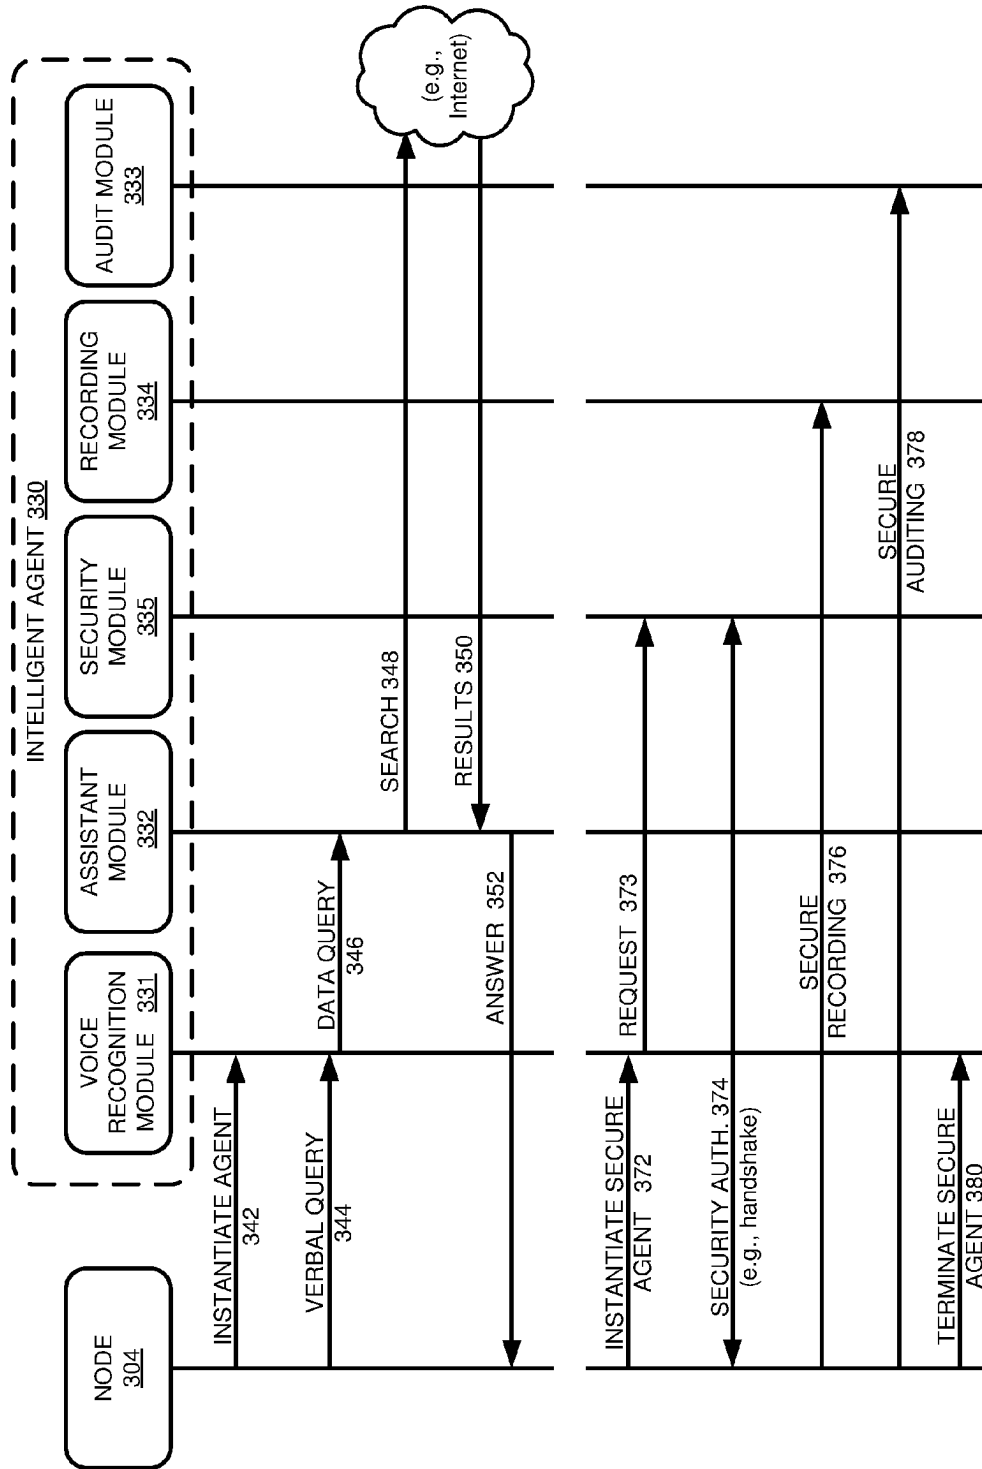 INTELLIGENT AGENT 330
NODE
304
VOICE
RECOGNITION
MODULE 331
ASSISTANT
MODULE
332
SECURITY
MODULE
335
RECORDING
MODULE
334
AUDIT MODULE
333
INSTANTIATE AGENT
342
VERBAL QUERY
344
DATA QUERY
346
SEARCH 348
(e.g.,
Internet)
RESULTS 350
ANSWER 352
INSTANTIATE SECURE
AGENT 372
REQUEST 373
SECURITY AUTH. 374
(e.g., handshake)
SECURE
RECORDING 376
SECURE
AUDITING 378
TERMINATE SECURE
AGENT 380